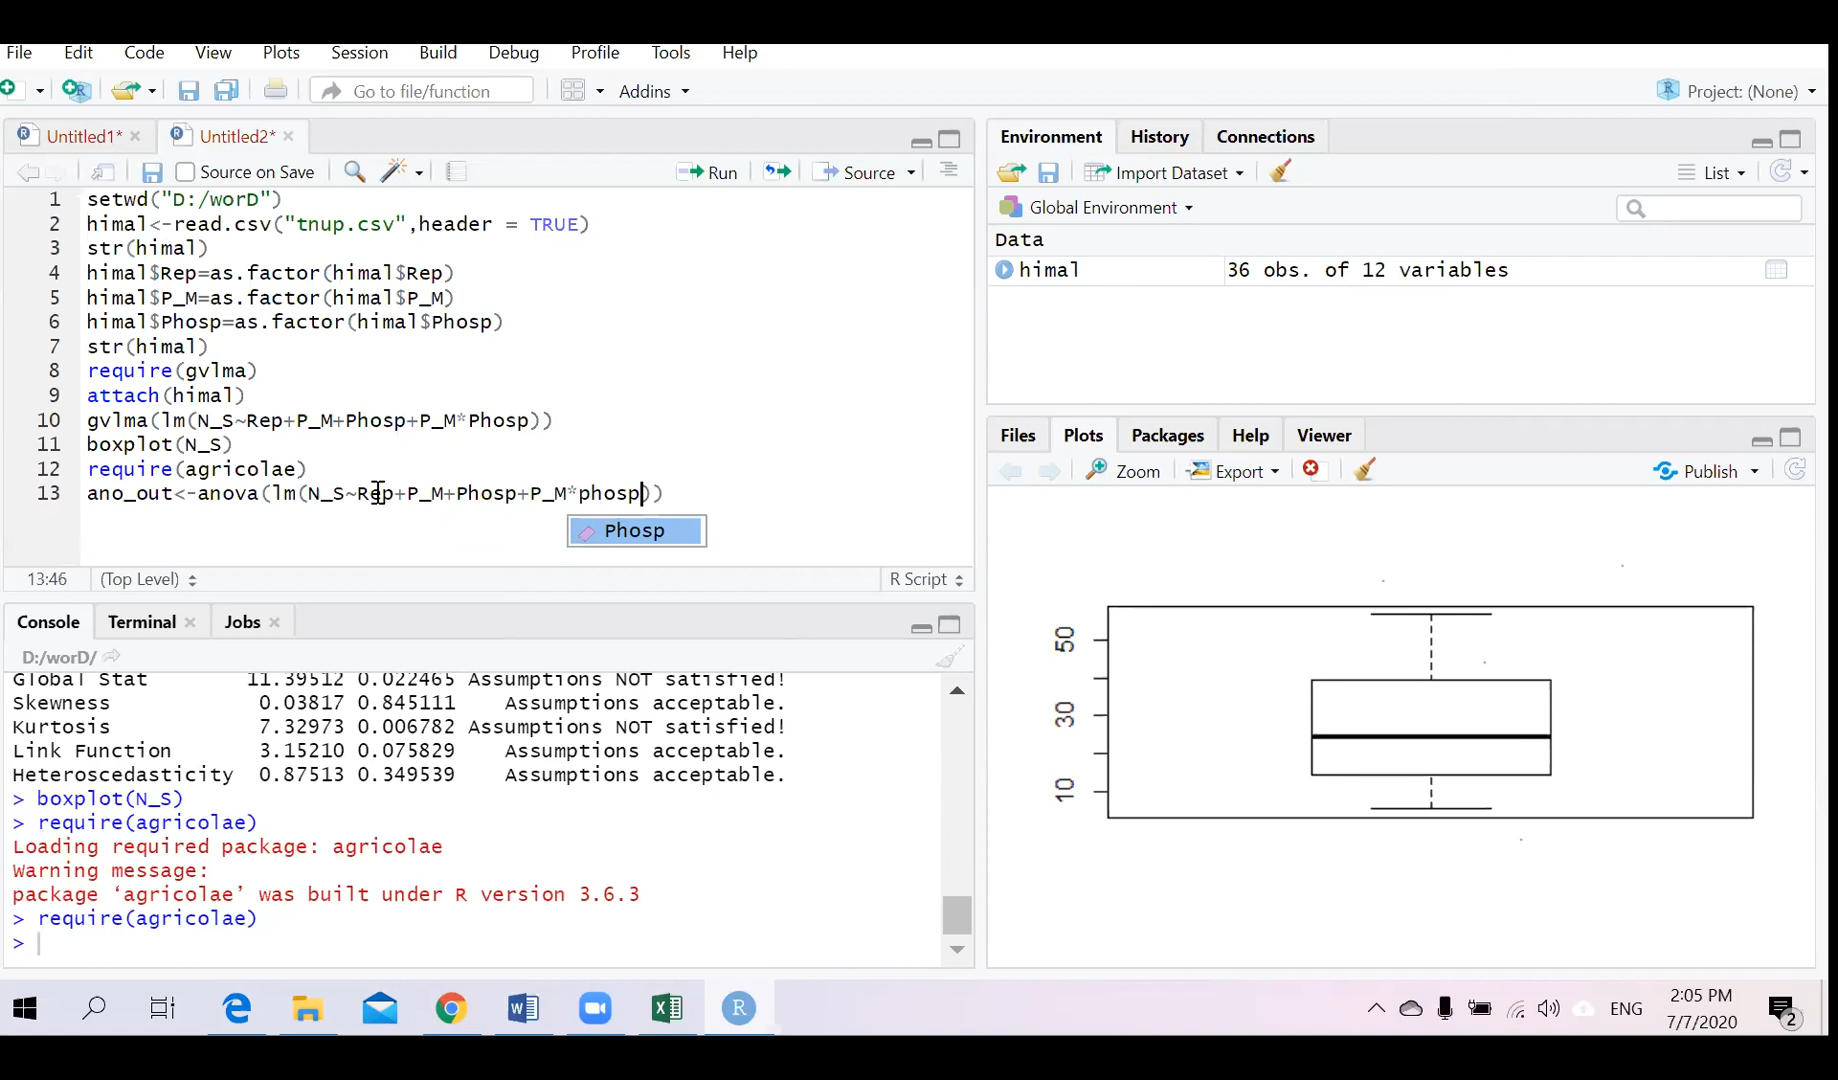 File Edit Code View Plots Session Build Debug Profile Tools Help
Go to file/function Addins Project: (None)
Untitled1* Untitled2*
Source on Save Run Source
1 setwd("D:/worD")
2 himal<-read.csv("tnup.csv",header = TRUE)
3 str(himal)
4 himal$Rep=as.factor(himal$Rep)
5 himal$P_M=as.factor(himal$P_M)
6 himal$Phosp=as.factor(himal$Phosp)
7 str(himal)
8 require(gvlma)
9 attach(himal)
10 gvlma(lm(N_S~Rep+P_M+Phosp+P_M*Phosp))
11 boxplot(N_S)
12 require(agricolae)
13 ano_out<-anova(lm(N_S~Rep+P_M+Phosp+P_M*phosp))
Phosp
13:46 (Top Level) R Script
Console Terminal Jobs
D:/worD/
Global Stat 11.39512 0.022465 Assumptions NOT satisfied!
Skewness 0.03817 0.845111 Assumptions acceptable.
Kurtosis 7.32973 0.006782 Assumptions NOT satisfied!
Link Function 3.15210 0.075829 Assumptions acceptable.
Heteroscedasticity 0.87513 0.349539 Assumptions acceptable.
> boxplot(N_S)
> require(agricolae)
Loading required package: agricolae
Warning message:
package ‘agricolae’ was built under R version 3.6.3
> require(agricolae)
>
Environment History Connections
Import Dataset List
Global Environment
Data
himal 36 obs. of 12 variables
Files Plots Packages Help Viewer
Zoom Export Publish
50
30
10
ENG
2:05 PM
7/7/2020
2